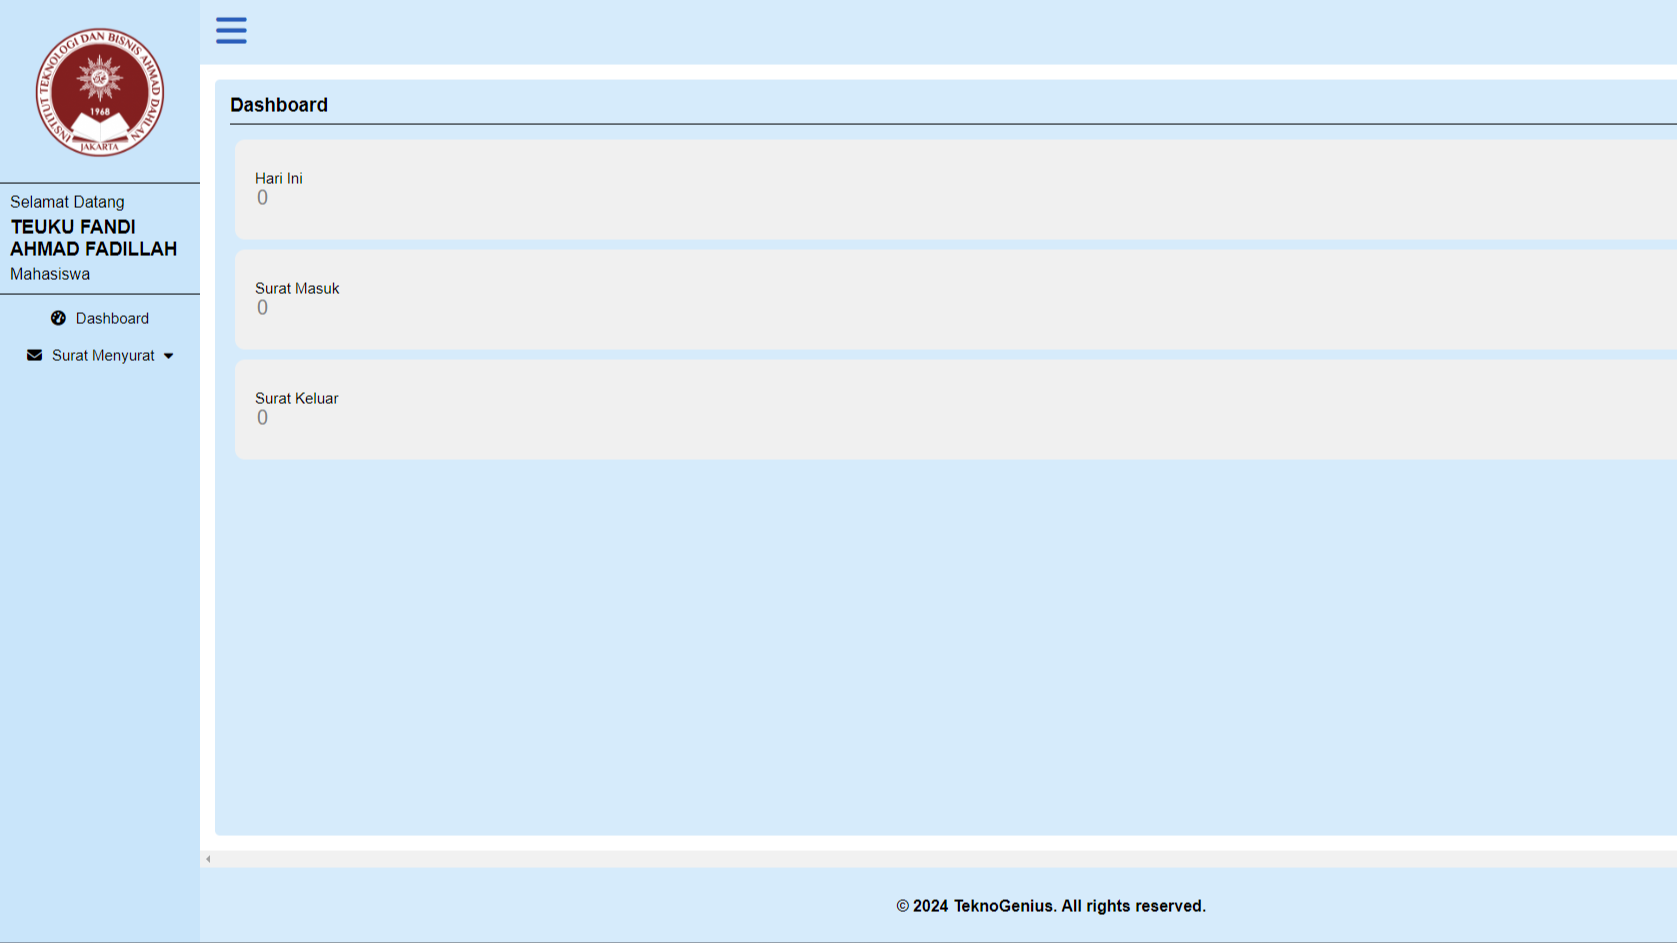 INSTITUT TEKNOLOGI DAN BISNIS AHMAD DAHLAN
1968
JAKARTA
Selamat Datang
TEUKU FANDI
AHMAD FADILLAH
Mahasiswa
Dashboard
Surat Menyurat
Dashboard
Hari Ini
0
Surat Masuk
0
Surat Keluar
0
© 2024 TeknoGenius. All rights reserved.